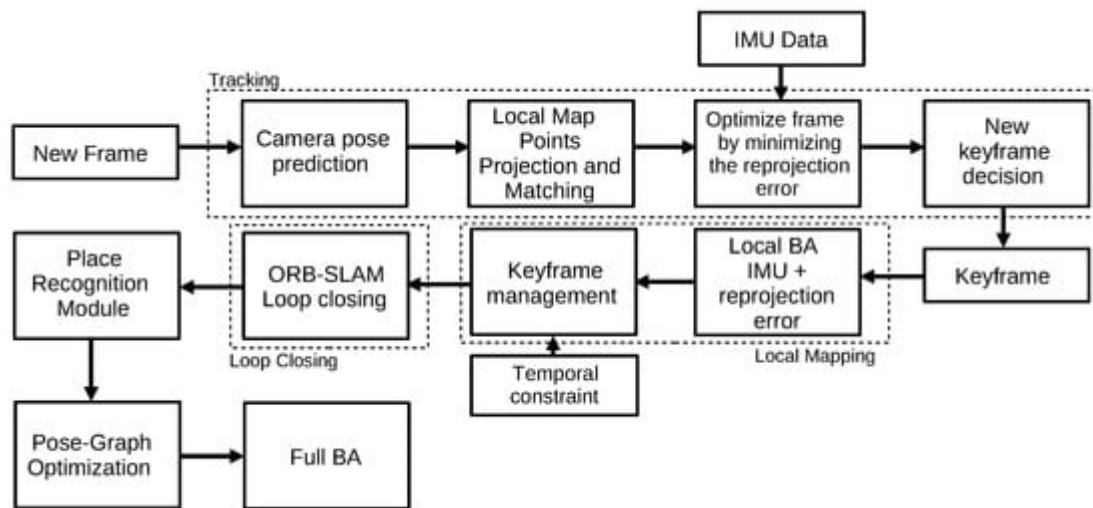 IMU Data
Tracking
New Frame
Camera pose
prediction
Local Map
Points
Projection and
Matching
Optimize frame
by minimizing
the reprojection
error
New
keyframe
decision
Place
Recognition
Module
ORB-SLAM
Loop closing
Keyframe
management
Local BA
IMU +
reprojection
error
Keyframe
Loop Closing
Local Mapping
Temporal
constraint
Pose-Graph
Optimization
Full BA